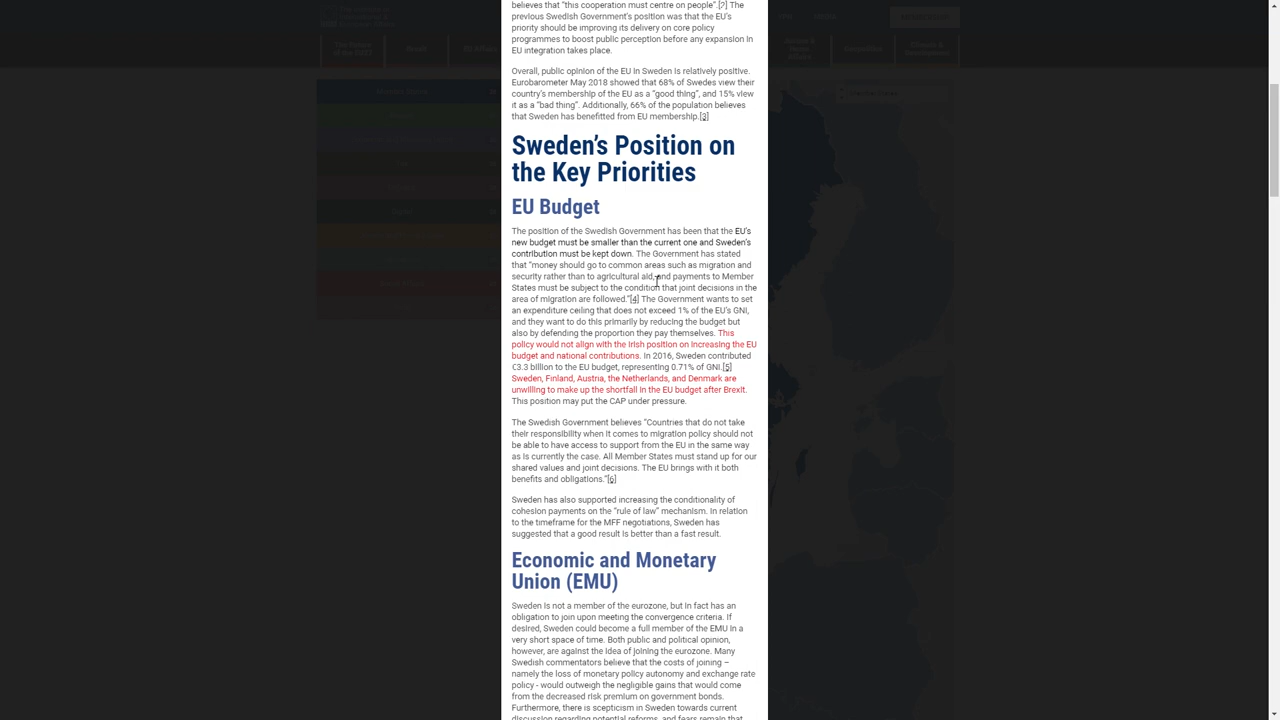 believes that "this cooperation must centre on people".[2] The
previous Swedish Government's position was that the EU's
priority should be improving its delivery on core policy
programmes to boost public perception before any expansion in
EU integration takes place.
Overall, public opinion of the EU in Sweden is relatively positive.
Eurobarometer May 2018 showed that 68% of Swedes view their
country's membership of the EU as a "good thing", and 15% view
it as a "bad thing". Additionally, 66% of the population believes
that Sweden has benefitted from EU membership.[3]
Sweden's Position on
the Key Priorities
EU Budget
The position of the Swedish Government has been that the EU's
new budget must be smaller than the current one and Sweden's
contribution must be kept down. The Government has stated
that "money should go to common areas such as migration and
security rather than to agricultural aid, and payments to Member
States must be subject to the condition that joint decisions in the
area of migration are followed."[4] The Government wants to set
an expenditure ceiling that does not exceed 1% of the EU's GNI,
and they want to do this primarily by reducing the budget but
also by defending the proportion they pay themselves. This
policy would not align with the Irish position on increasing the EU
budget and national contributions. In 2016, Sweden contributed
€3.3 billion to the EU budget, representing 0.71% of GNI.[5]
Sweden, Finland, Austria, the Netherlands, and Denmark are
unwilling to make up the shortfall in the EU budget after Brexit.
This position may put the CAP under pressure.
The Swedish Government believes "Countries that do not take
their responsibility when it comes to migration policy should not
be able to have access to support from the EU in the same way
as is currently the case. All Member States must stand up for our
shared values and joint decisions. The EU brings with it both
benefits and obligations."[6]
Sweden has also supported increasing the conditionality of
cohesion payments on the "rule of law" mechanism. In relation
to the timeframe for the MFF negotiations, Sweden has
suggested that a good result is better than a fast result.
Economic and Monetary
Union (EMU)
Sweden is not a member of the eurozone, but in fact has an
obligation to join upon meeting the convergence criteria. If
desired, Sweden could become a full member of the EMU in a
very short space of time. Both public and political opinion,
however, are against the idea of joining the eurozone. Many
Swedish commentators believe that the costs of joining –
namely the loss of monetary policy autonomy and exchange rate
policy - would outweigh the negligible gains that would come
from the decreased risk premium on government bonds.
Furthermore, there is scepticism in Sweden towards current
discussion regarding potential reforms, and fears remain that